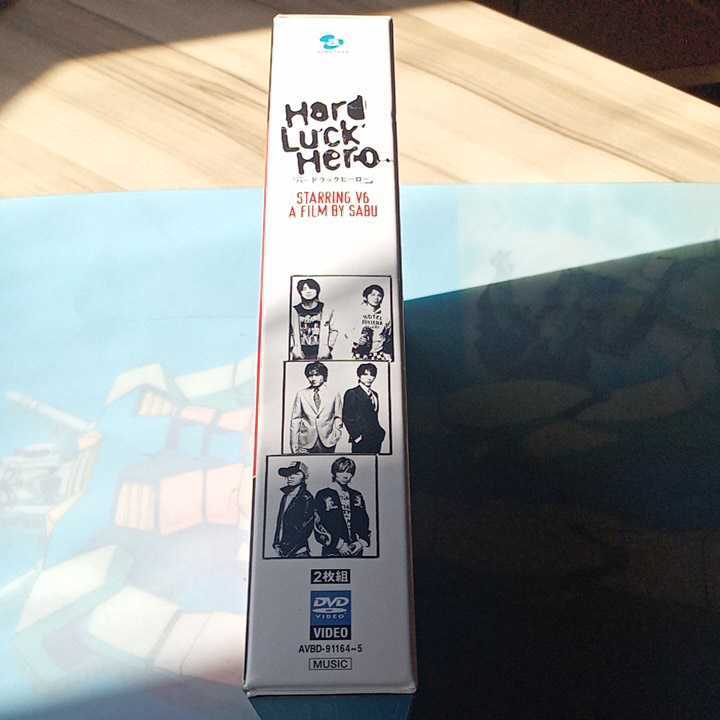 Hard
Luck
Hero
「ハードラックヒーロー」
STARRING V6
A FILM BY SABU
HOTEL
2枚組
DVD
VIDEO
VIDEO
AVBD-91164~5
MUSIC